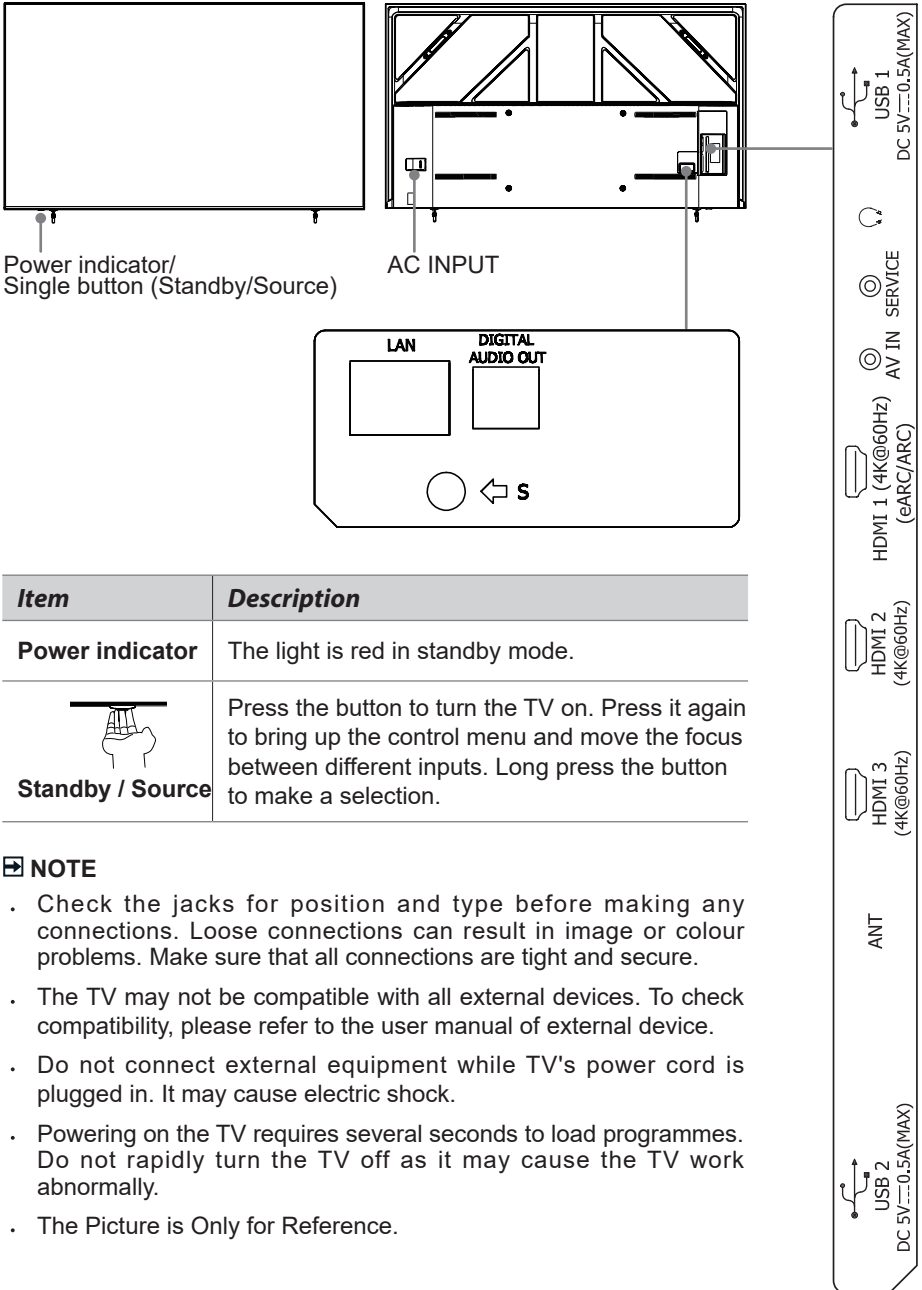 Power indicator/
Single button (Standby/Source)
AC INPUT
LAN
DIGITAL
AUDIO OUT
S
USB 1
DC 5V⎓0.5A(MAX)
SERVICE
AV IN
HDMI 1 (4K@60Hz)
(eARC/ARC)
HDMI 2
(4K@60Hz)
HDMI 3
(4K@60Hz)
ANT
USB 2
DC 5V⎓0.5A(MAX)
Item Description
Power indicator The light is red in standby mode.
Standby / Source
Press the button to turn the TV on. Press it again
to bring up the control menu and move the focus
between different inputs. Long press the button
to make a selection.
NOTE
• Check the jacks for position and type before making any
connections. Loose connections can result in image or colour
problems. Make sure that all connections are tight and secure.
• The TV may not be compatible with all external devices. To check
compatibility, please refer to the user manual of external device.
• Do not connect external equipment while TV's power cord is
plugged in. It may cause electric shock.
• Powering on the TV requires several seconds to load programmes.
Do not rapidly turn the TV off as it may cause the TV work
abnormally.
• The Picture is Only for Reference.